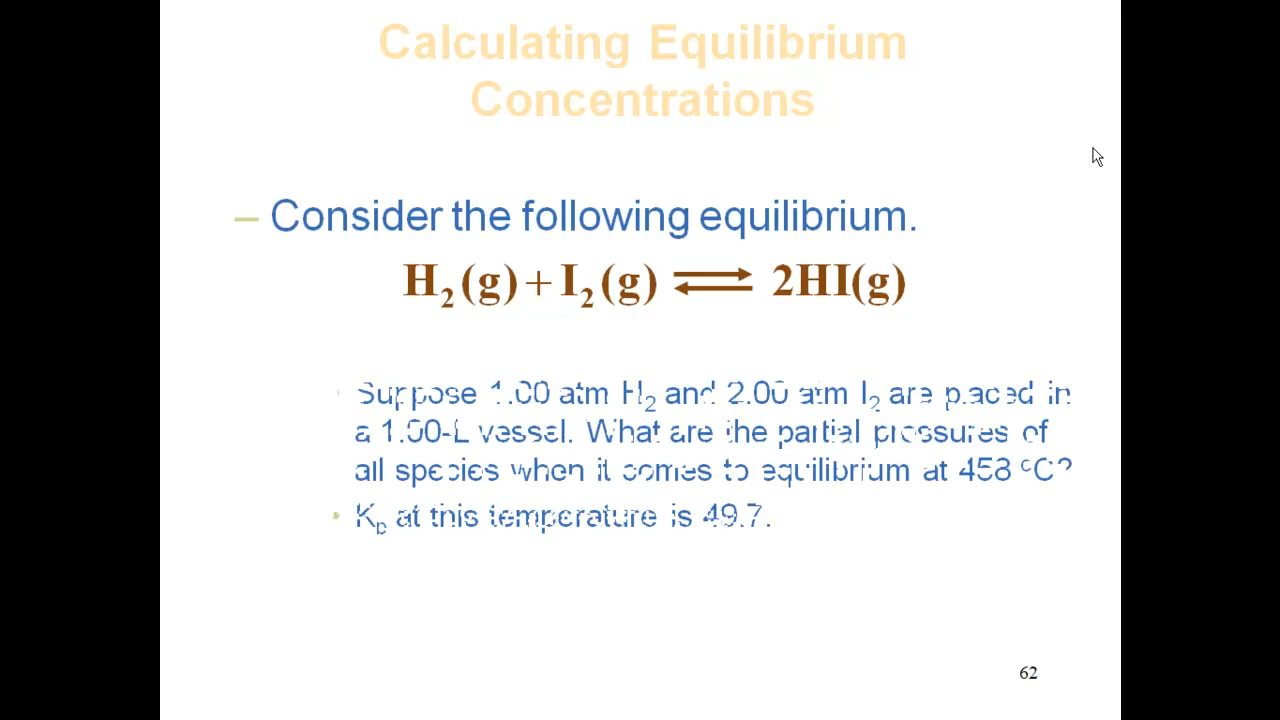 Calculating Equilibrium
Concentrations
– Consider the following equilibrium.
H₂(g) + I₂(g) ⇌ 2HI(g)
• Suppose 1.00 atm H₂ and 2.00 atm I₂ are placed in
a 1.00-L vessel. What are the partial pressures of
all species when it comes to equilibrium at 458 °C?
• Kₚ at this temperature is 49.7.
62